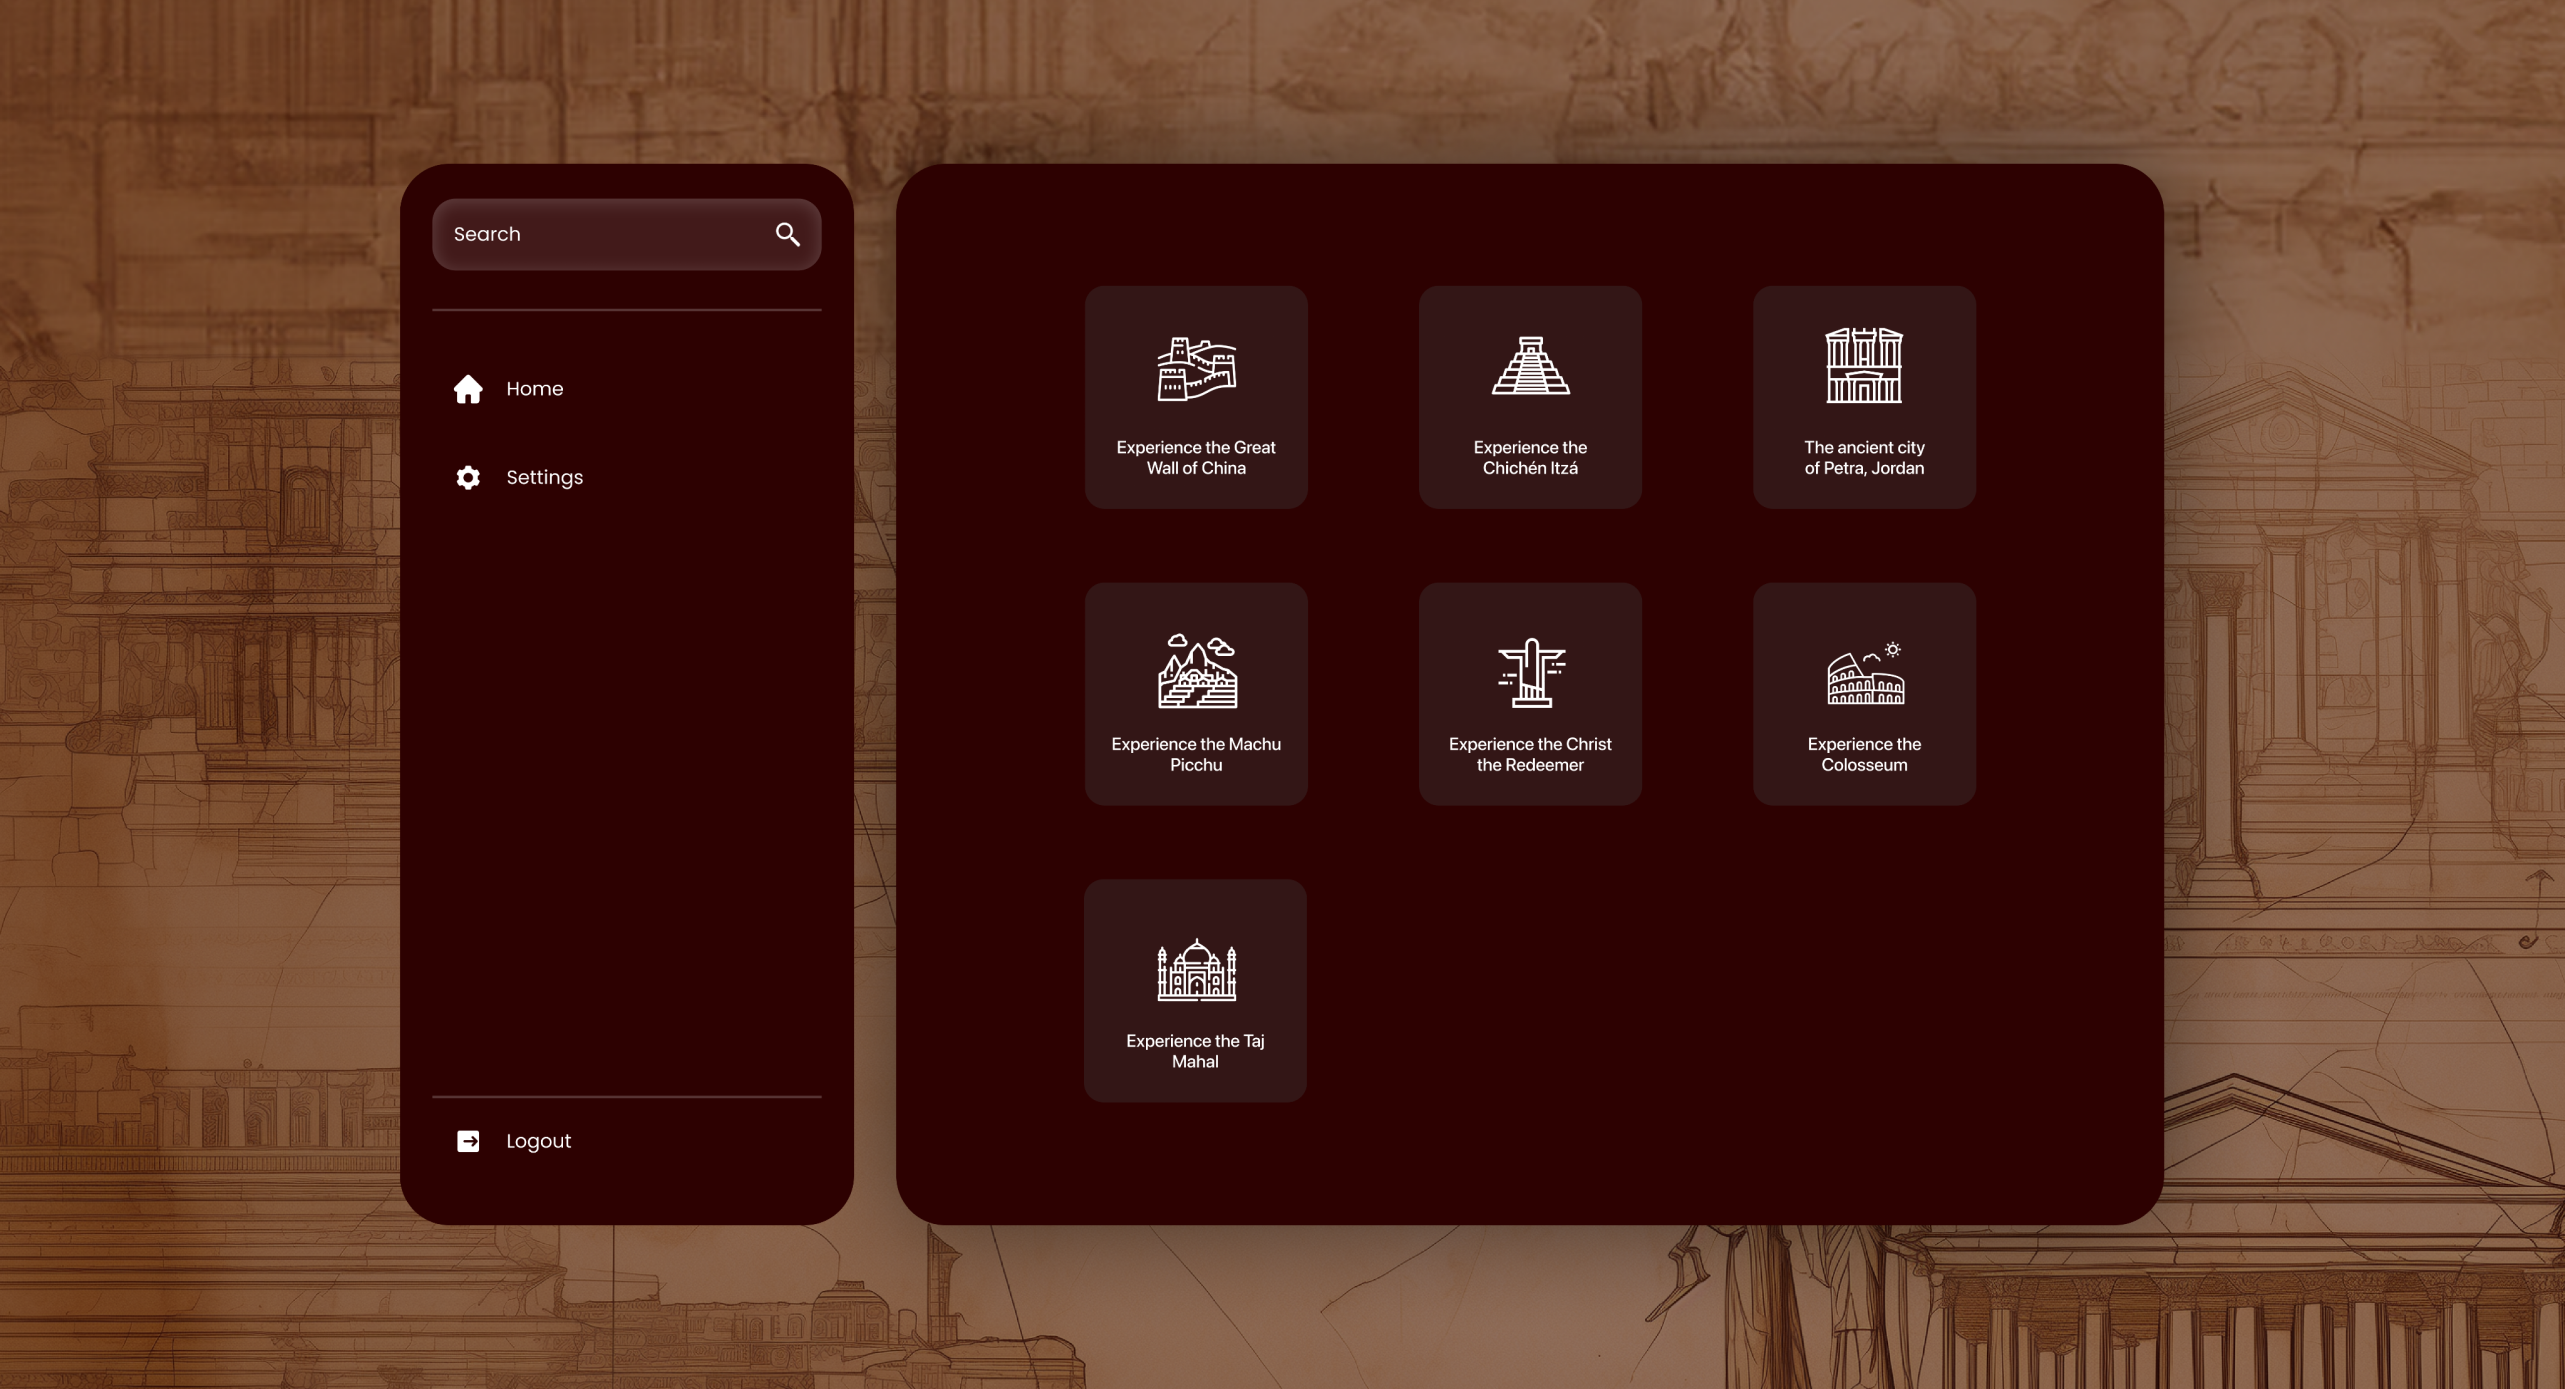 Search
Home
Settings
Logout
Experience the Great
Wall of China
Experience the
Chichén Itzá
The ancient city
of Petra, Jordan
Experience the Machu
Picchu
Experience the Christ
the Redeemer
Experience the
Colosseum
Experience the Taj
Mahal